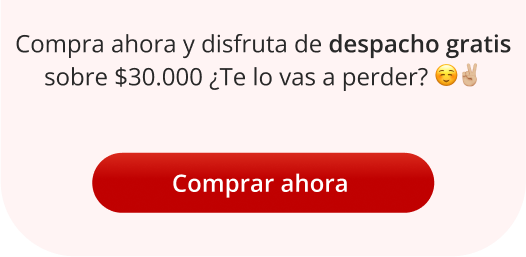 Compra ahora y disfruta de despacho gratis
sobre $30.000 ¿Te lo vas a perder? ☺️✌🏼
Comprar ahora